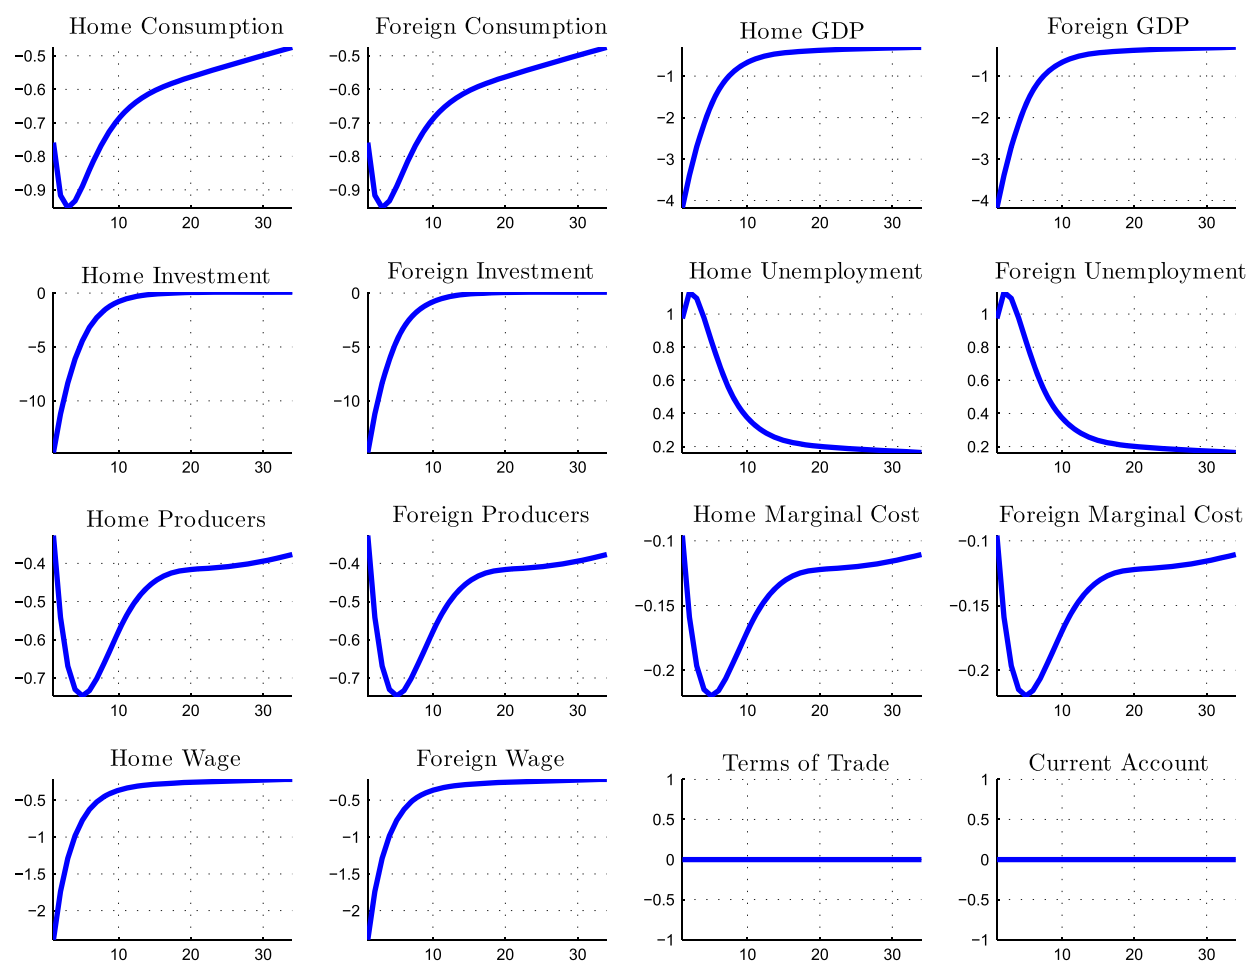 Home Consumption
Foreign Consumption
Home GDP
Foreign GDP
−0.5
−0.6
−0.7
−0.8
−0.9
10 20 30
−0.5
−0.6
−0.7
−0.8
−0.9
10 20 30
−1
−2
−3
−4
10 20 30
−1
−2
−3
−4
10 20 30
Home Investment
Foreign Investment
Home Unemployment
Foreign Unemployment
0
−5
−10
10 20 30
0
−5
−10
10 20 30
1
0.8
0.6
0.4
0.2
10 20 30
1
0.8
0.6
0.4
0.2
10 20 30
Home Producers
Foreign Producers
Home Marginal Cost
Foreign Marginal Cost
−0.4
−0.5
−0.6
−0.7
10 20 30
−0.4
−0.5
−0.6
−0.7
10 20 30
−0.1
−0.15
−0.2
10 20 30
−0.1
−0.15
−0.2
10 20 30
Home Wage
Foreign Wage
Terms of Trade
Current Account
−0.5
−1
−1.5
−2
10 20 30
−0.5
−1
−1.5
−2
10 20 30
1
0.5
0
−0.5
−1
10 20 30
1
0.5
0
−0.5
−1
10 20 30